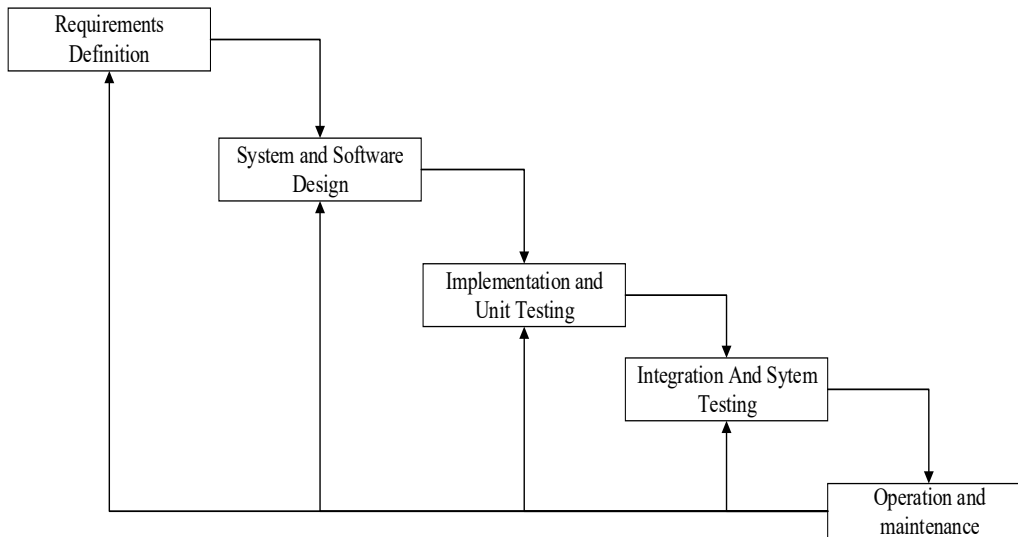 Requirements
Definition
System and Software
Design
Implementation and
Unit Testing
Integration And Sytem
Testing
Operation and
maintenance